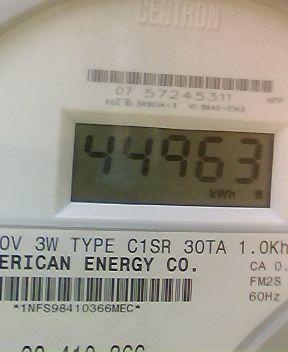 CENTRON®
07 57245311
44963
kWh
0V 3W TYPE C1SR 30TA 1.0Kh
ERICAN ENERGY CO.
CA 0.
FM2S
60Hz
*1NFS98410366MEC*